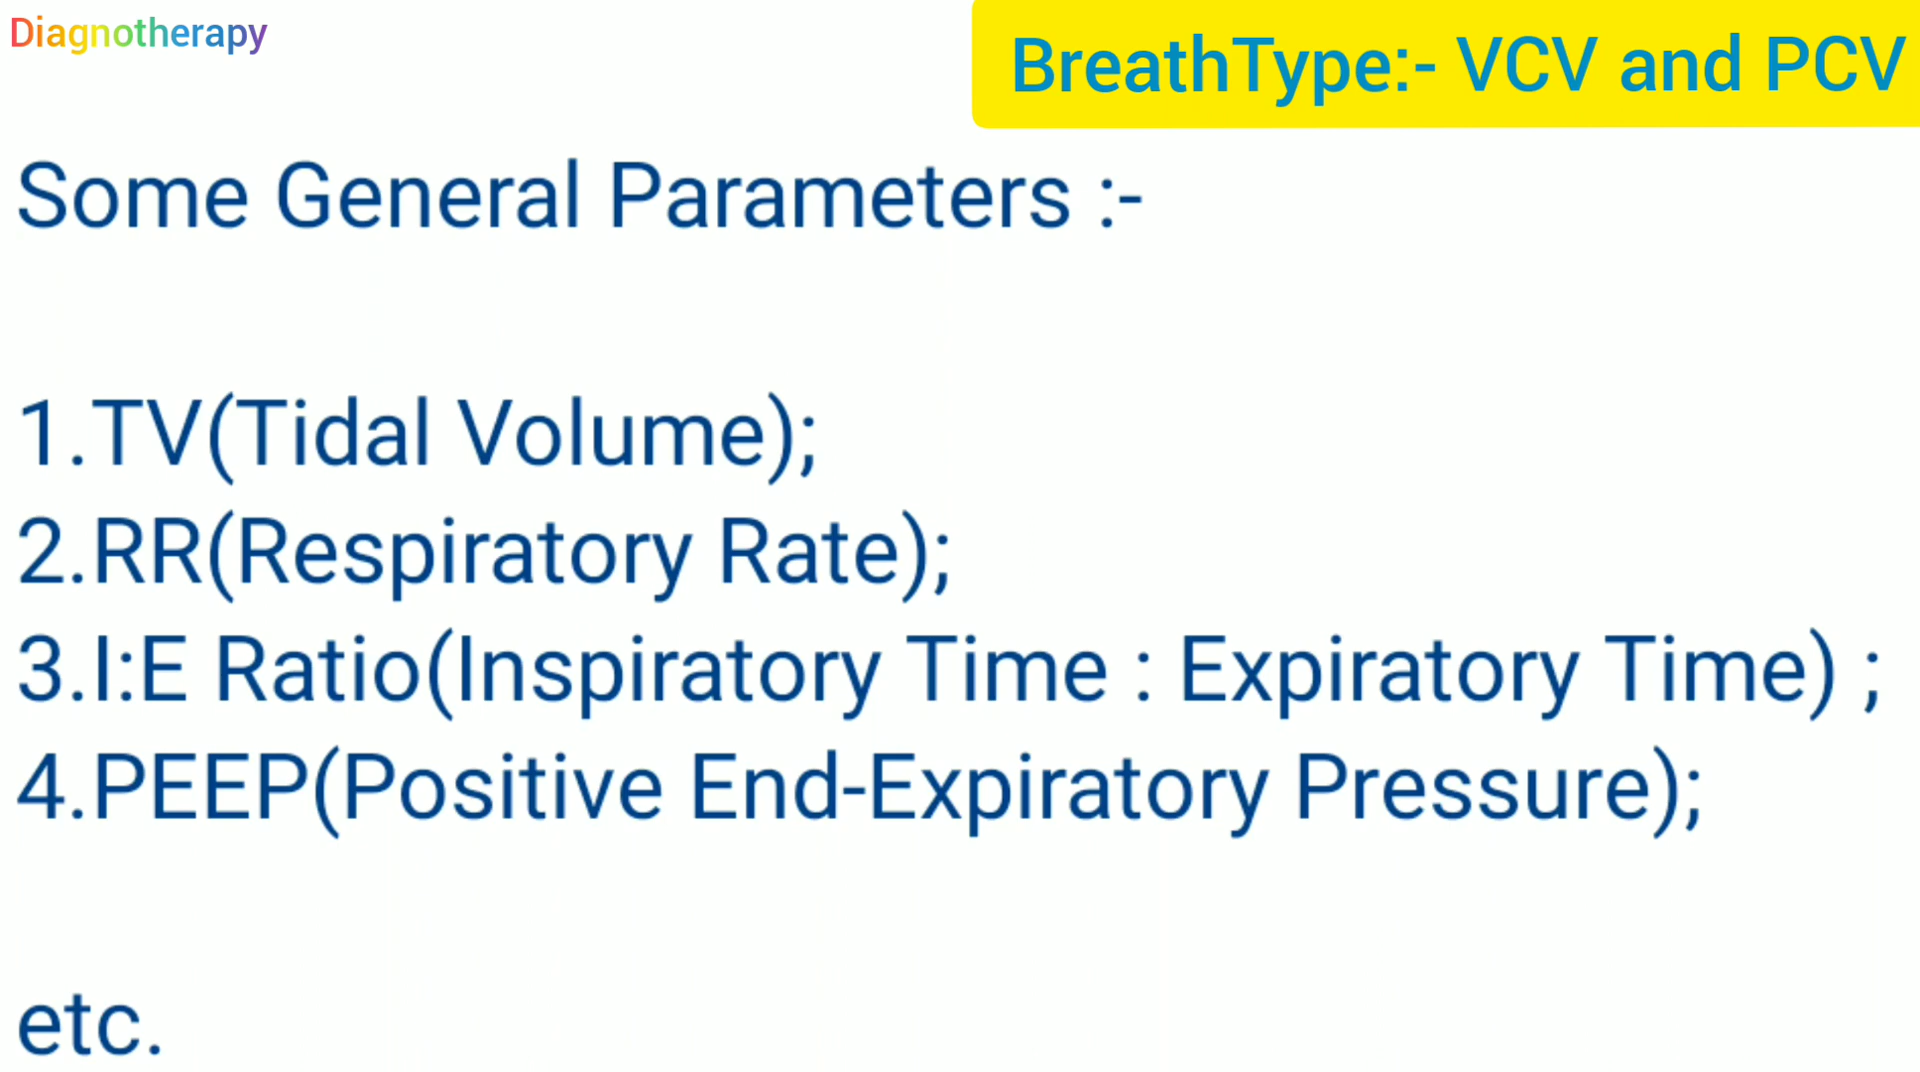 Diagnotherapy
BreathType:- VCV and PCV
Some General Parameters :-
1.TV(Tidal Volume);
2.RR(Respiratory Rate);
3.I:E Ratio(Inspiratory Time : Expiratory Time) ;
4.PEEP(Positive End-Expiratory Pressure);
etc.